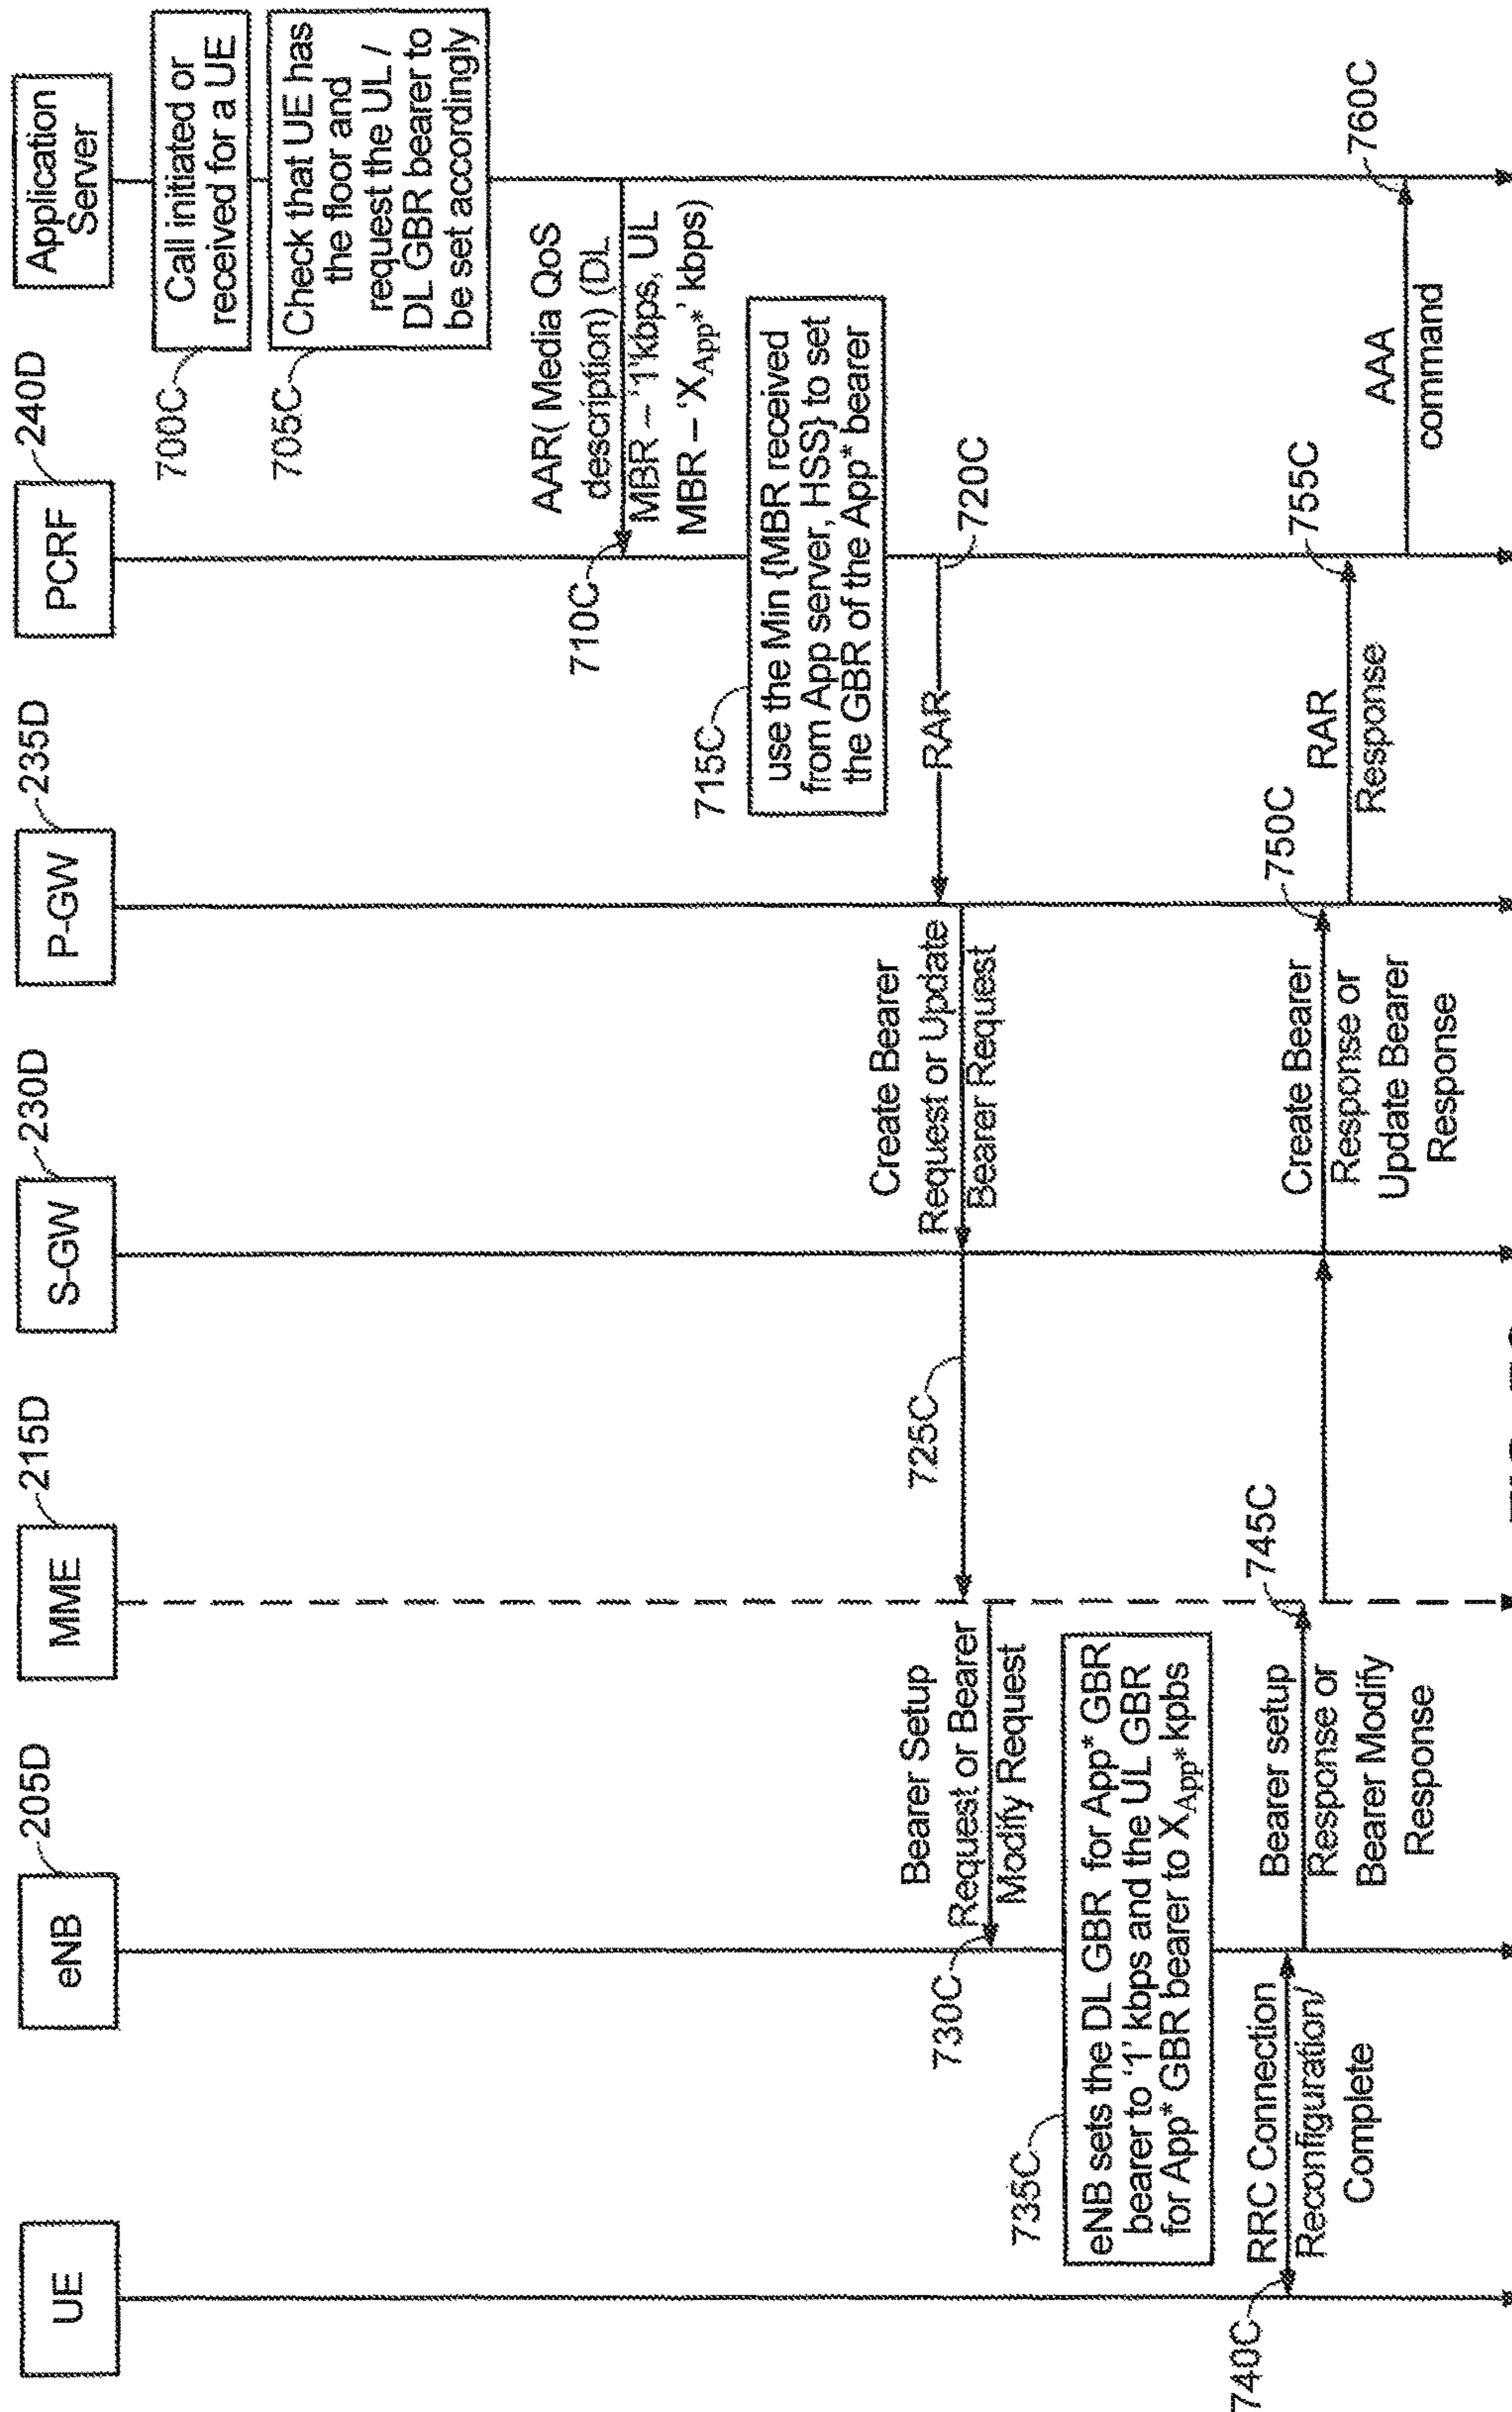 UE
eNB
205D
MME
215D
S-GW
230D
P-GW
235D
PCRF
240D
Application
Server
700C
Call initiated or
received for a UE
705C
Check that UE has
the floor and
request the UL /
DL GBR bearer to
be set accordingly
AAR( Media QoS
description) (DL
MBR – '1'kbps, UL
MBR – 'X_App*' kbps)
710C
715C
use the Min {MBR received
from App server, HSS} to set
the GBR of the App* bearer
RAR
720C
Create Bearer
Request or Update
Bearer Request
725C
Bearer Setup
Request or Bearer
Modify Request
730C
735C
eNB sets the DL GBR for App* GBR
bearer to '1' kbps and the UL GBR
for App* GBR bearer to X_App* kpbs
740C
RRC Connection
Reconfiguration/
Complete
745C
Bearer setup
Response or
Bearer Modify
Response
750C
Create Bearer
Response or
Update Bearer
Response
755C
RAR
Response
760C
AAA
command